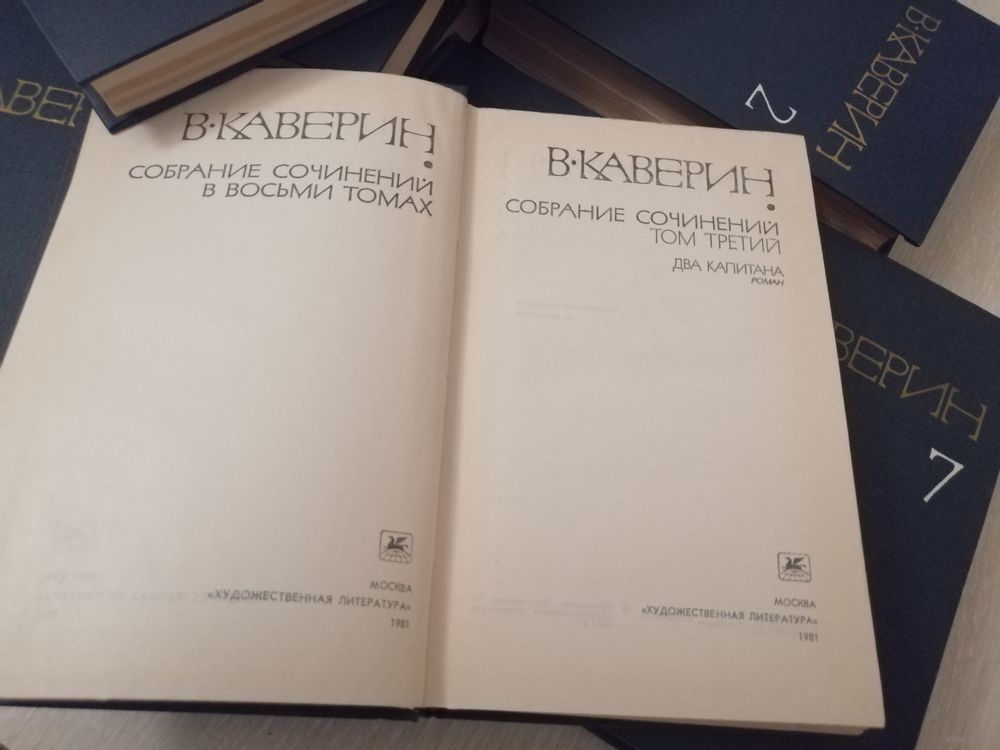 В·КАВЕРИН
СОБРАНИЕ СОЧИНЕНИЙ
В ВОСЬМИ ТОМАХ
МОСКВА
«ХУДОЖЕСТВЕННАЯ ЛИТЕРАТУРА»
1981
В·КАВЕРИН
СОБРАНИЕ СОЧИНЕНИЙ
ТОМ ТРЕТИЙ
ДВА КАПИТАНА
РОМАН
МОСКВА
«ХУДОЖЕСТВЕННАЯ ЛИТЕРАТУРА»
1981
В·КАВЕРИН
2
ВЕРИН
7
АВЕ